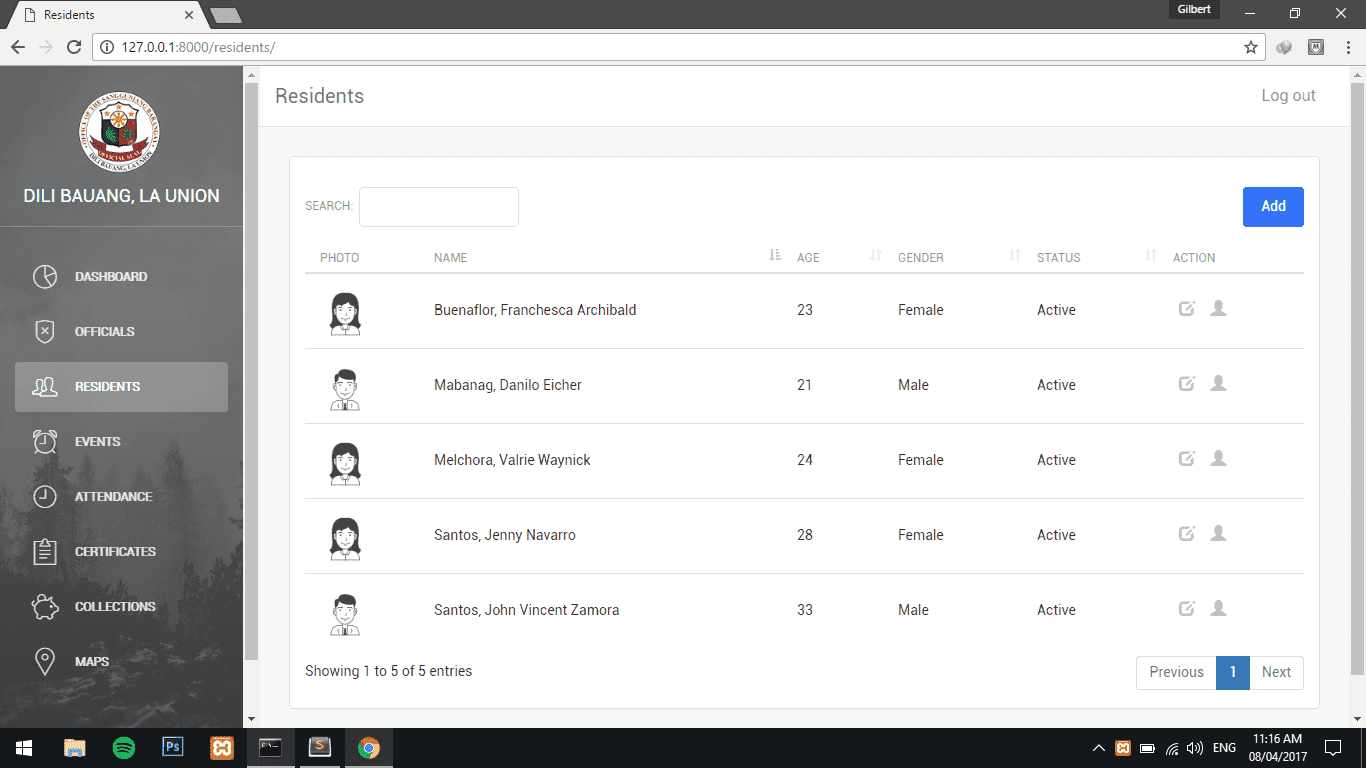 Residents
Gilbert
127.0.0.1:8000/residents/
OFFICE OF THE SANGGUNIANG BARANGAY
OFFICIAL SEAL
DILI BAUANG, LA UNION
DILI BAUANG, LA UNION
DASHBOARD
OFFICIALS
RESIDENTS
EVENTS
ATTENDANCE
CERTIFICATES
COLLECTIONS
MAPS
Residents
Log out
SEARCH:
Add
PHOTO NAME AGE GENDER STATUS ACTION
Buenaflor, Franchesca Archibald 23 Female Active
Mabanag, Danilo Eicher 21 Male Active
Melchora, Valrie Waynick 24 Female Active
Santos, Jenny Navarro 28 Female Active
Santos, John Vincent Zamora 33 Male Active
Showing 1 to 5 of 5 entries
Previous 1 Next
Ps
S
ENG
11:16 AM
08/04/2017